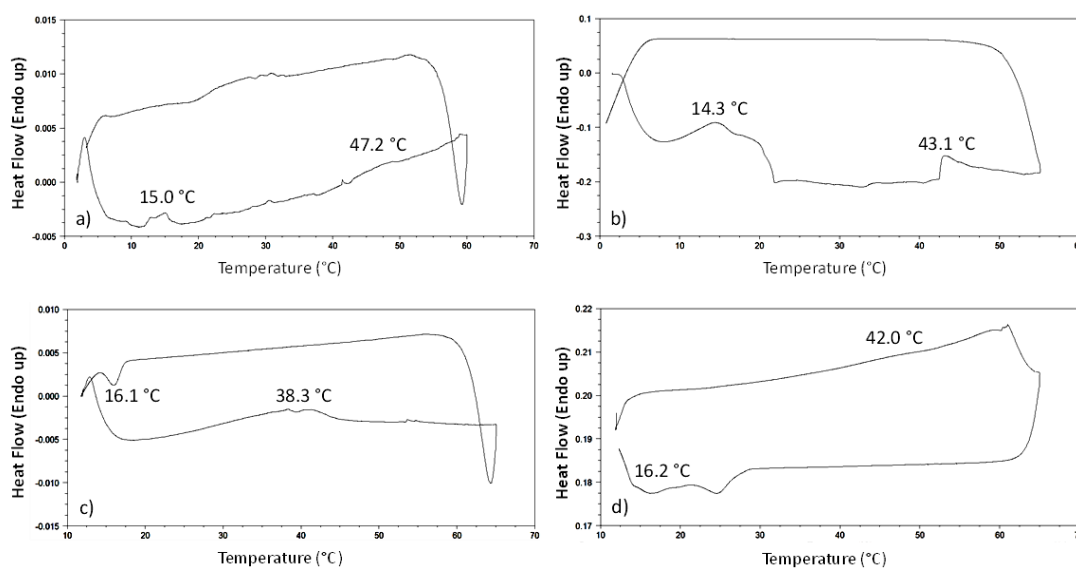 0.015
0.010
0.005
0.000
-0.005
Heat Flow (Endo up)
15.0 °C
47.2 °C
a)
0 10 20 30 40 50 60 70
Temperature (°C)
b)
0.1
0.0
-0.1
-0.2
-0.3
Heat Flow (Endo up)
14.3 °C
43.1 °C
0 10 20 30 40 50 60
Temperature (°C)
0.010
0.005
0.000
-0.005
-0.010
-0.015
Heat Flow (Endo up)
16.1 °C
38.3 °C
c)
10 20 30 40 50 60 70
Temperature (°C)
0.22
0.21
0.20
0.19
0.18
0.17
Heat Flow (Endo up)
42.0 °C
16.2 °C
d)
10 20 30 40 50 60
Temperature (°C)